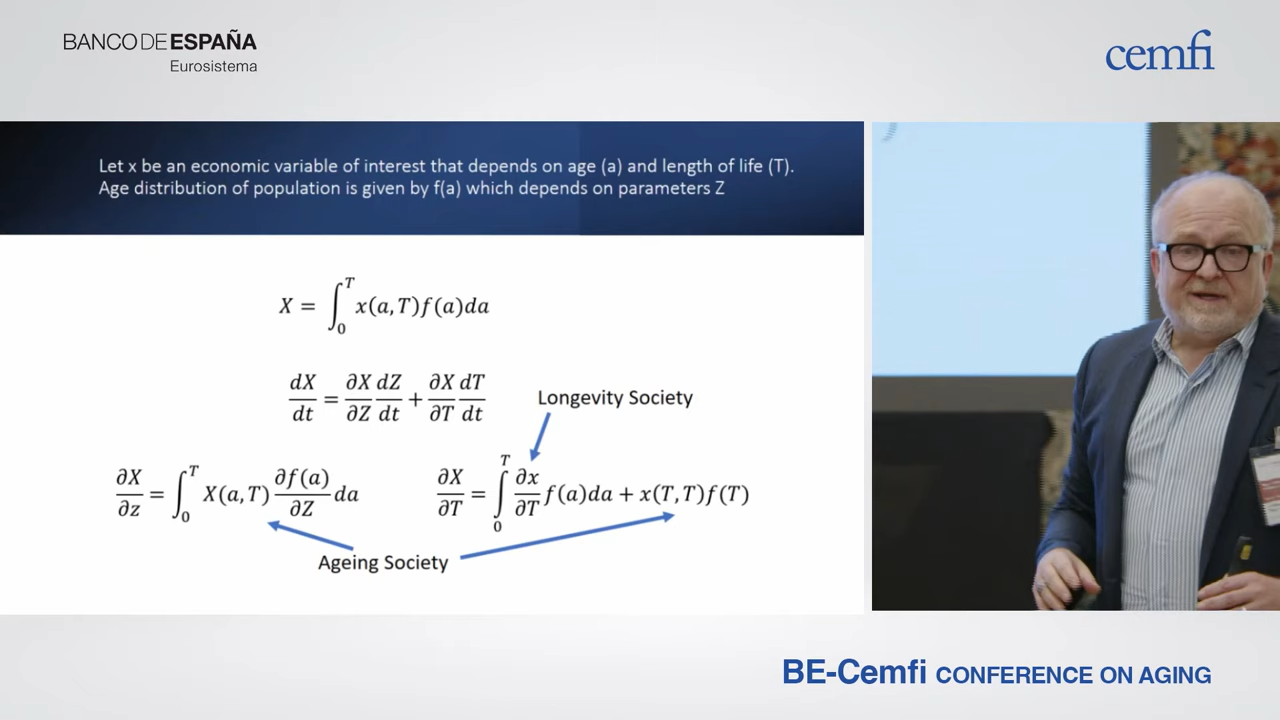 BANCO DE ESPAÑA
Eurosistema
cemfi
Let x be an economic variable of interest that depends on age (a) and length of life (T).
Age distribution of population is given by f(a) which depends on parameters Z
X = ∫₀ᵀ x(a,T)f(a)da
dX/dt = ∂X/∂Z dZ/dt + ∂X/∂T dT/dt
Longevity Society
∂X/∂z = ∫₀ᵀ X(a,T) ∂f(a)/∂Z da
∂X/∂T = ∫₀ᵀ ∂x/∂T f(a)da + x(T,T)f(T)
Ageing Society
BE-Cemfi CONFERENCE ON AGING